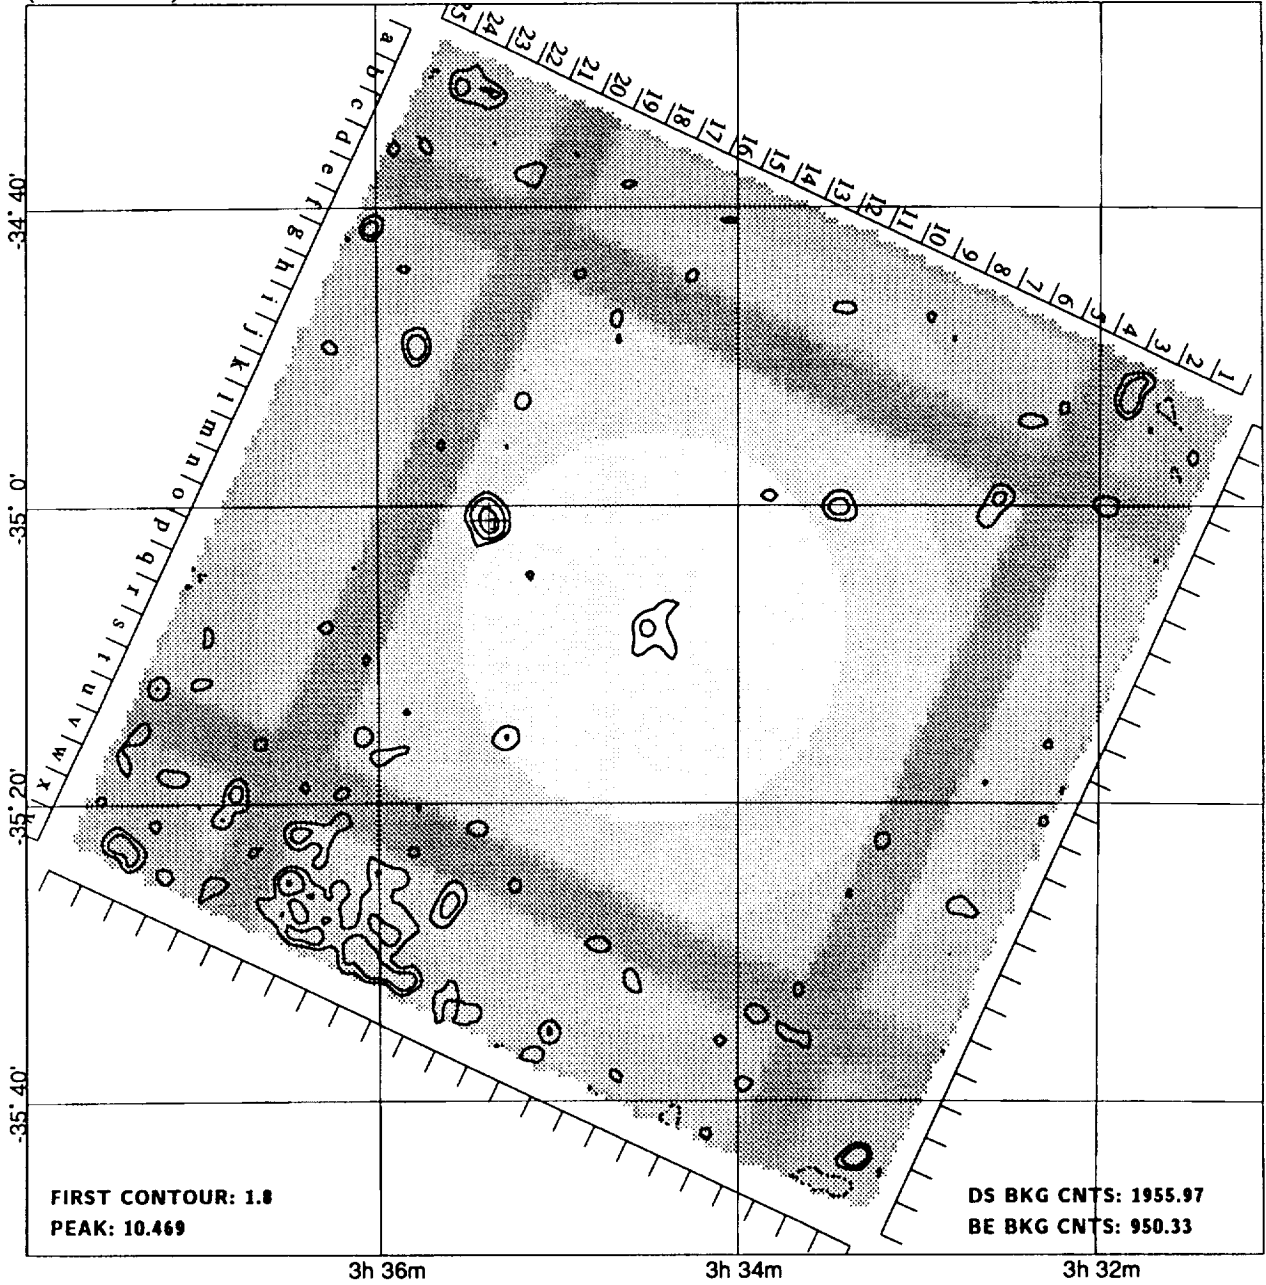 25 24 23 22 21 20 19 18 17 16 15 14 13 12 11 10 9 8 7 6 5 4 3 2 1
a b c d e f g h i j k l m n o p q r s t u v w x
-34° 40'
-35° 0'
-35° 20'
-35° 40'
FIRST CONTOUR: 1.8
PEAK: 10.469
DS BKG CNTS: 1955.97
BE BKG CNTS: 950.33
3h 36m 3h 34m 3h 32m